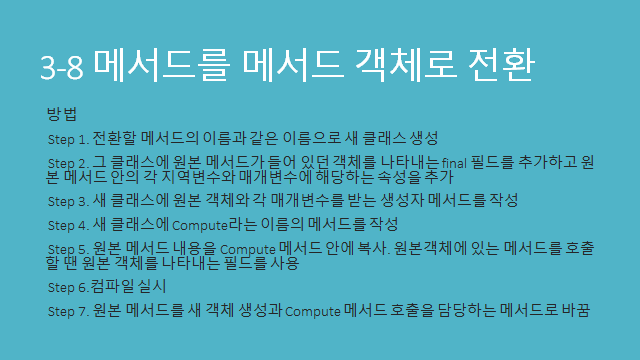 3-8 메서드를 메서드 객체로 전환
방법
Step 1. 전환할 메서드의 이름과 같은 이름으로 새 클래스 생성
Step 2. 그 클래스에 원본 메서드가 들어 있던 객체를 나타내는 final 필드를 추가하고 원
본 메서드 안의 각 지역변수와 매개변수에 해당하는 속성을 추가
Step 3. 새 클래스에 원본 객체와 각 매개변수를 받는 생성자 메서드를 작성
Step 4. 새 클래스에 Compute라는 이름의 메서드를 작성
Step 5. 원본 메서드 내용을 Compute 메서드 안에 복사. 원본객체에 있는 메서드를 호출
할 땐 원본 객체를 나타내는 필드를 사용
Step 6.컴파일 실시
Step 7. 원본 메서드를 새 객체 생성과 Compute 메서드 호출을 담당하는 메서드로 바꿈